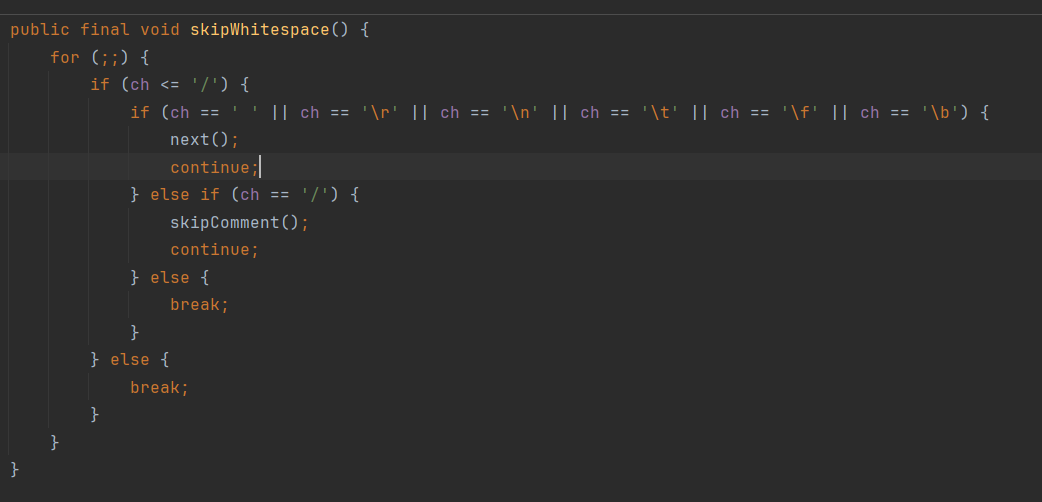 public final void skipWhitespace() {
    for (;;) {
        if (ch <= '/') {
            if (ch == ' ' || ch == '\r' || ch == '\n' || ch == '\t' || ch == '\f' || ch == '\b') {
                next();
                continue;
            } else if (ch == '/') {
                skipComment();
                continue;
            } else {
                break;
            }
        } else {
            break;
        }
    }
}